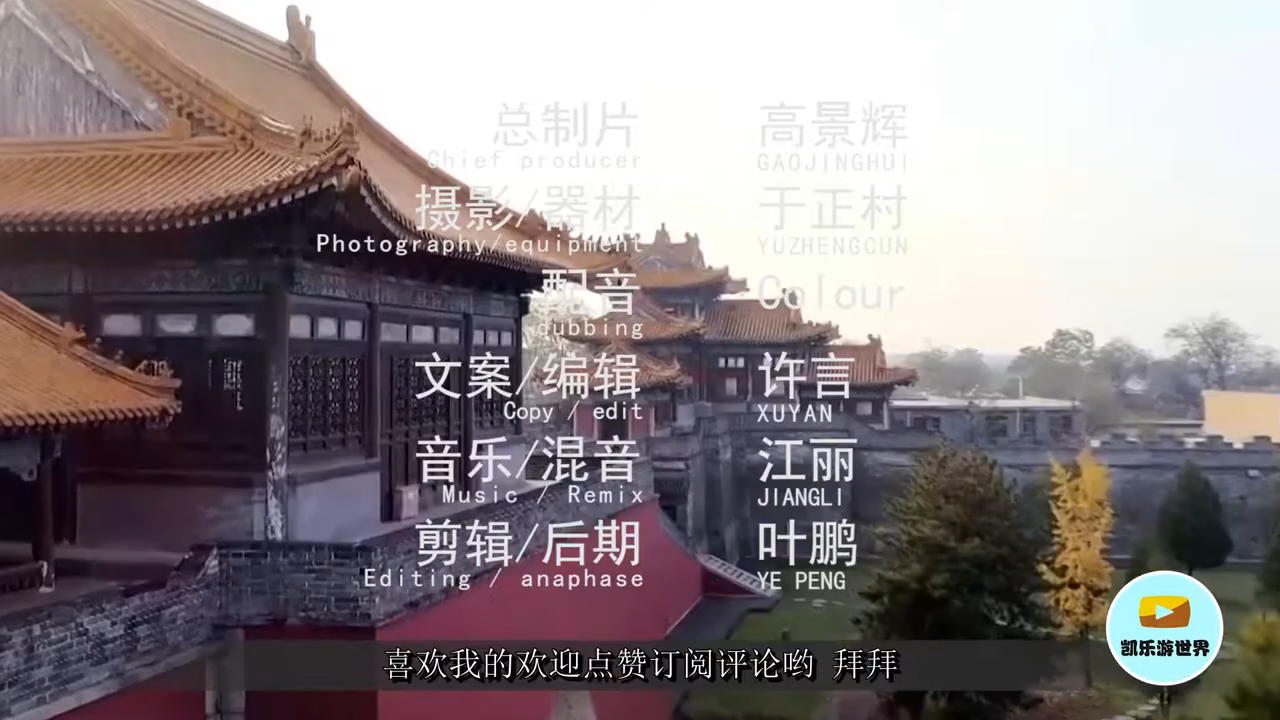 总制片 高景辉
Chief producer GAOJINGHUI
摄影/器材 于正村
Photography/equipment YUZHENGCUN
配音 Colour
dubbing
文案/编辑 许言
Copy / edit XUYAN
音乐/混音 江丽
Music / Remix JIANGLI
剪辑/后期 叶鹏
Editing / anaphase YE PENG
凯乐游世界
喜欢我的欢迎点赞订阅评论哟 拜拜